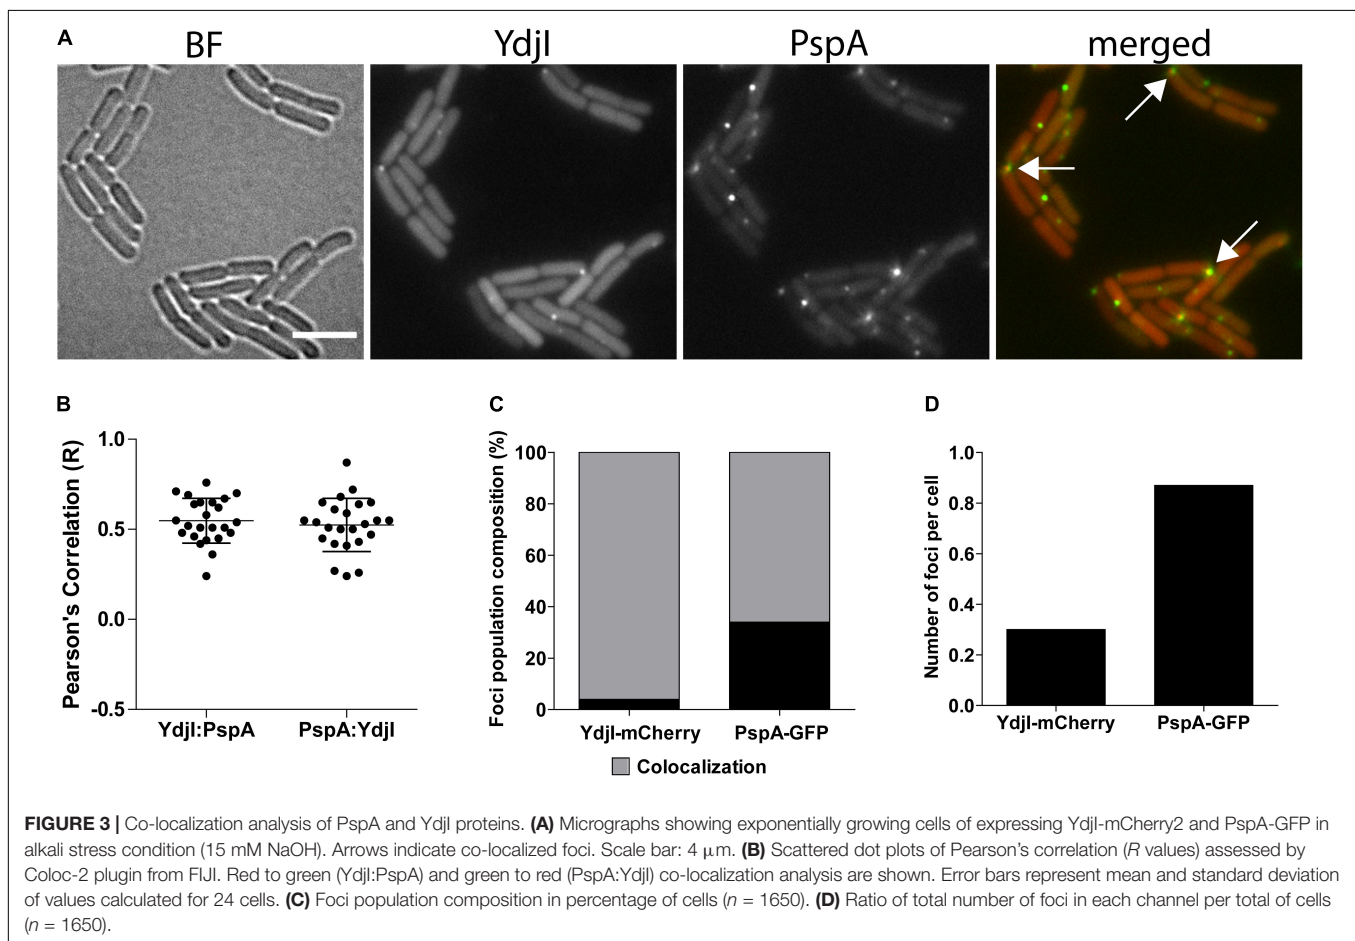 A
BF
YdjI
PspA
merged
B
Pearson's Correlation (R)
1.0
0.5
0.0
-0.5
YdjI:PspA
PspA:YdjI
C
Foci population composition (%)
100
80
60
40
20
0
YdjI-mCherry
PspA-GFP
Colocalization
D
Number of foci per cell
1.0
0.8
0.6
0.4
0.2
0.0
YdjI-mCherry
PspA-GFP
FIGURE 3 | Co-localization analysis of PspA and YdjI proteins. (A) Micrographs showing exponentially growing cells of expressing YdjI-mCherry2 and PspA-GFP in
alkali stress condition (15 mM NaOH). Arrows indicate co-localized foci. Scale bar: 4 μm. (B) Scattered dot plots of Pearson's correlation (R values) assessed by
Coloc-2 plugin from FIJI. Red to green (YdjI:PspA) and green to red (PspA:YdjI) co-localization analysis are shown. Error bars represent mean and standard deviation
of values calculated for 24 cells. (C) Foci population composition in percentage of cells (n = 1650). (D) Ratio of total number of foci in each channel per total of cells
(n = 1650).